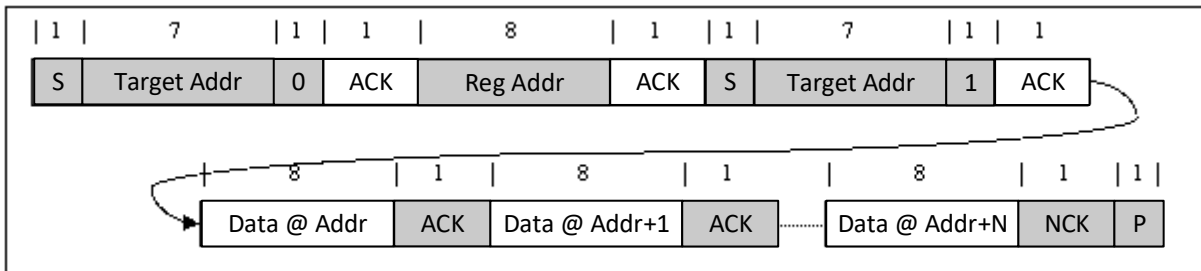 | 1 | 7 | 1 | 1 | 8 | 1 | 1 | 7 | 1 | 1
S Target Addr 0 ACK Reg Addr ACK S Target Addr 1 ACK
| 8 | 1 | 8 | 1 | 8 | 1 | 1 |
Data @ Addr ACK Data @ Addr+1 ACK Data @ Addr+N NCK P